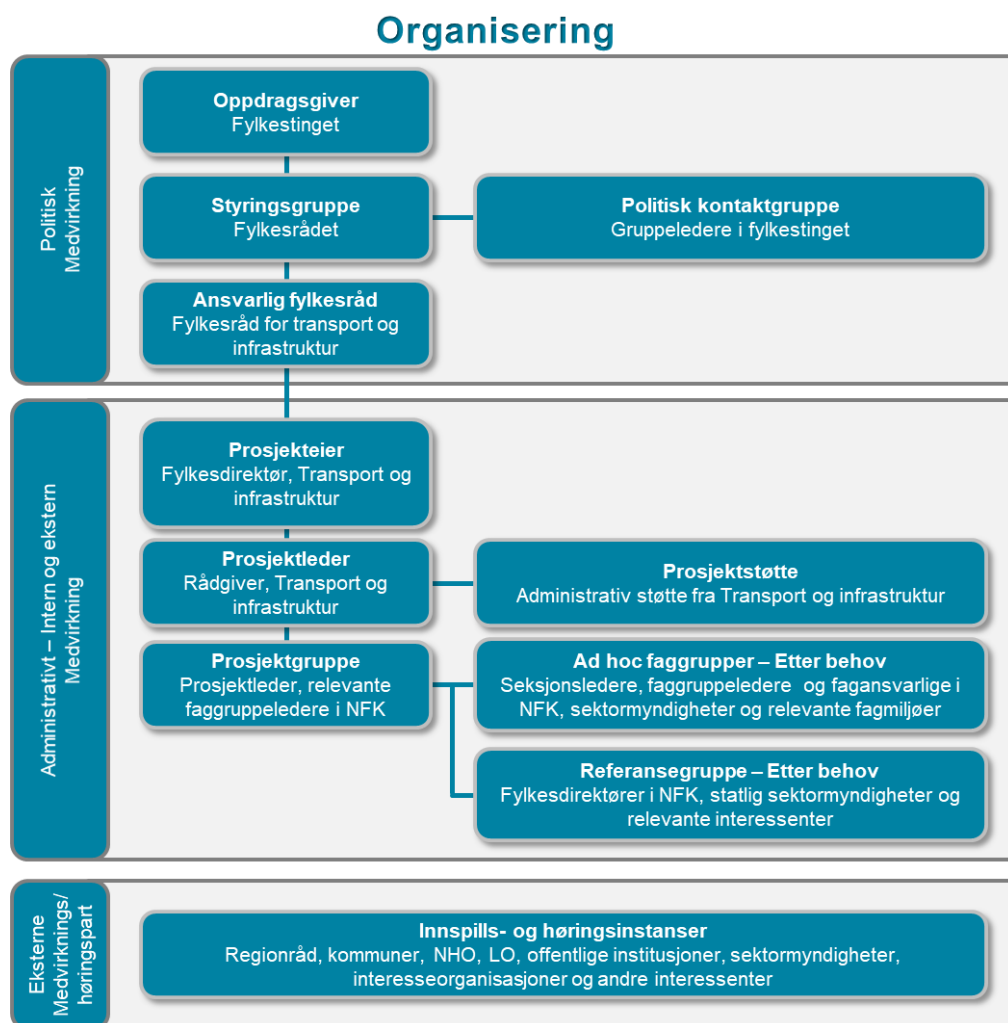 Organisering
Politisk
Medvirkning
Oppdragsgiver
Fylkestinget
Styringsgruppe
Fylkesrådet
Politisk kontaktgruppe
Gruppeledere i fylkestinget
Ansvarlig fylkesråd
Fylkesråd for transport og
infrastruktur
Administrativt – Intern og ekstern
Medvirkning
Prosjekteier
Fylkesdirektør, Transport og
infrastruktur
Prosjektleder
Rådgiver, Transport og
infrastruktur
Prosjektstøtte
Administrativ støtte fra Transport og infrastruktur
Prosjektgruppe
Prosjektleder, relevante
faggruppeledere i NFK
Ad hoc faggrupper – Etter behov
Seksjonsledere, faggruppeledere og fagansvarlige i
NFK, sektormyndigheter og relevante fagmiljøer
Referansegruppe – Etter behov
Fylkesdirektører i NFK, statlig sektormyndigheter og
relevante interessenter
Eksterne
Medvirknings/
høringspart
Innspills- og høringsinstanser
Regionråd, kommuner, NHO, LO, offentlige institusjoner, sektormyndigheter,
interesseorganisasjoner og andre interessenter